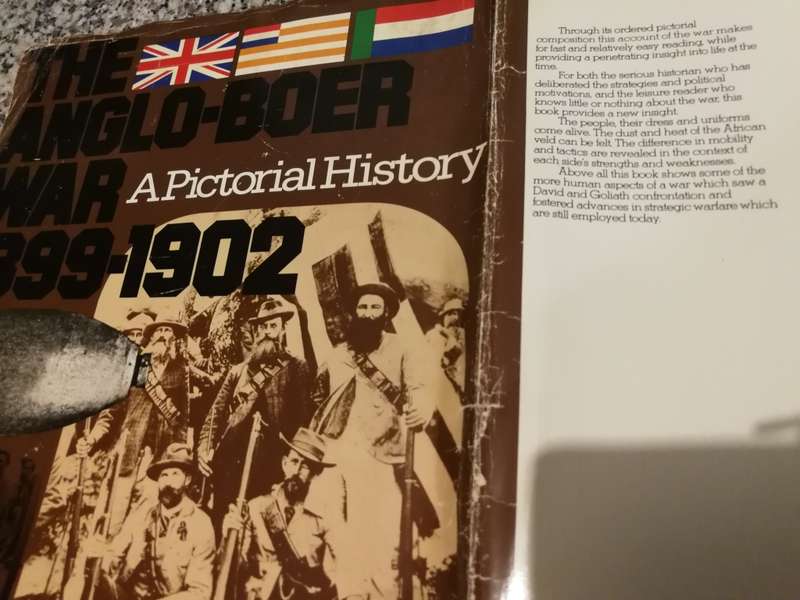 THE
ANGLO-BOER
WAR
A Pictorial History
899-1902
Through its ordered pictorial
composition this account of the war makes
for fast and relatively easy reading, while
providing a penetrating insight into life at the
time.
For both the serious historian who has
deliberated the strategies and political
motivations, and the leisure reader who
knows little or nothing about the war, this
book provides a new insight.
The people, their dress and uniforms
come alive. The dust and heat of the African
veld can be felt. The difference in mobility
and tactics are revealed in the context of
each side's strengths and weaknesses.
Above all this book shows some of the
more human aspects of a war which saw a
David and Goliath confrontation and
fostered advances in strategic warfare which
are still employed today.